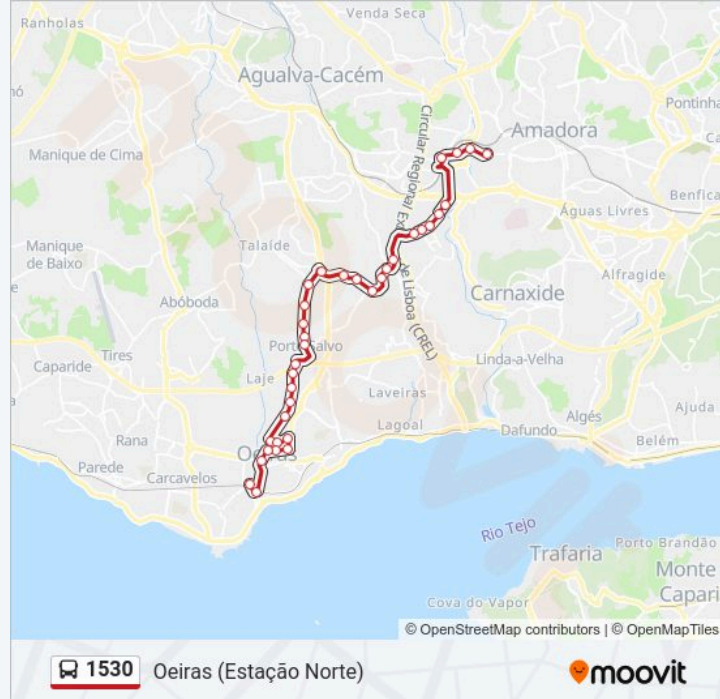 Ranholas
Venda Seca
Agualva-Cacém
Pontinha
Amadora
Manique de Cima
Circular Regional Ex
Benfica
Águas Livres
Manique
de Baixo
Talaíde
Alfragide
Abóboda
Carnaxide
de Lisboa (CREL)
Porto Salvo
Tires
Caparide
Linda-a-Velha
Laje
Laveiras
Ajuda
Algés
Lagoal
Dafundo
Rana
Oeiras
Belém
Parede
Carcavelos
Rio Tejo
Porto Brandão
Trafaria
Monte
Capari
Cova do Vapor
© OpenStreetMap contributors | © OpenMapTiles
1530 Oeiras (Estação Norte)
moovit